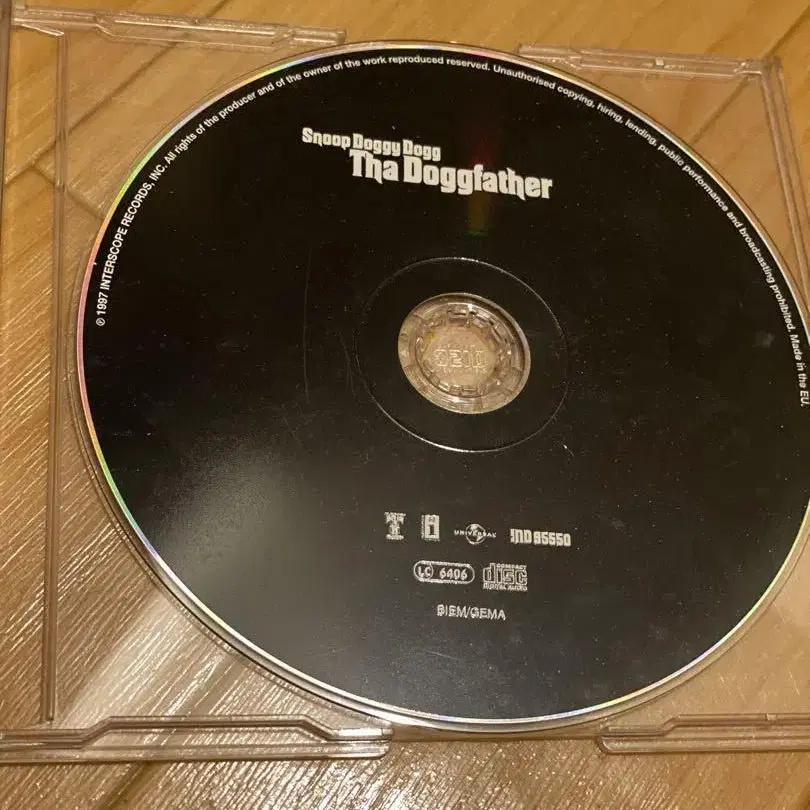 Snoop Doggy Dogg
Tha Doggfather
℗ 1997 INTERSCOPE RECORDS, INC. All rights of the producer and of the owner of the work reproduced reserved. Unauthorised copying, hiring, lending, public performance and broadcasting prohibited. Made in the EU.
UNIVERSAL
IND 95550
LC 6406
COMPACT
disc
DIGITAL AUDIO
BIEM/GEMA